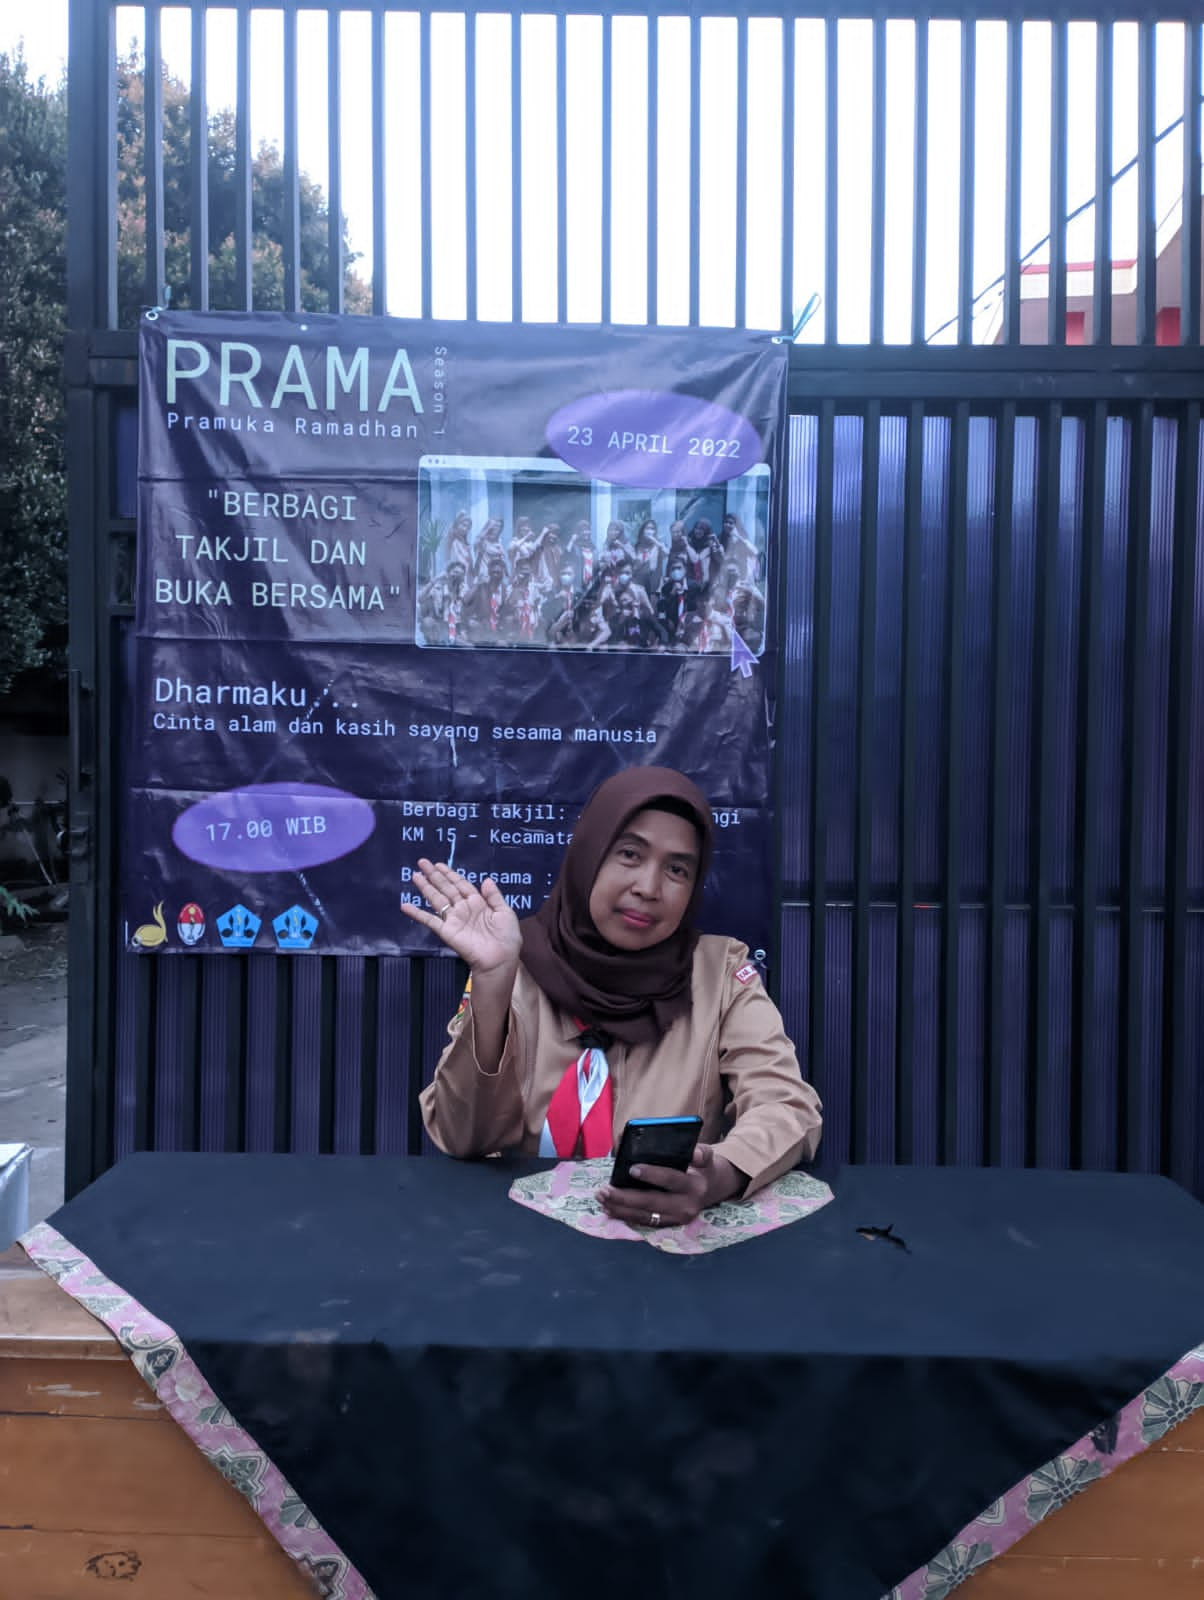 PRAMA
Season 1
Pramuka Ramadhan
23 APRIL 2022
"BERBAGI
TAKJIL DAN
BUKA BERSAMA"
Dharmaku...
Cinta alam dan kasih sayang sesama manusia
17.00 WIB
Berbagi takjil:
KM 15 - 
Bersama :